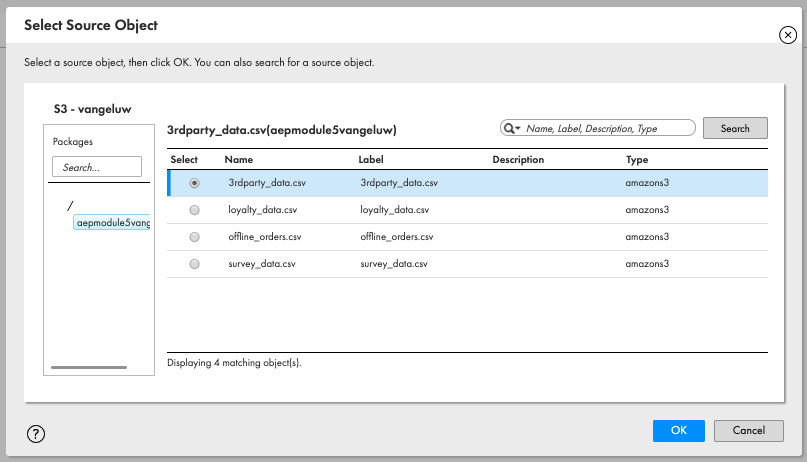 Select Source Object
Select a source object, then click OK. You can also search for a source object.
S3 - vangeluw
Packages
Search...
/
aepmodule5vang
3rdparty_data.csv(aepmodule5vangeluw)
Name, Label, Description, Type
Search
Select Name Label Description Type
3rdparty_data.csv 3rdparty_data.csv amazons3
loyalty_data.csv loyalty_data.csv amazons3
offline_orders.csv offline_orders.csv amazons3
survey_data.csv survey_data.csv amazons3
Displaying 4 matching object(s).
?
OK Cancel